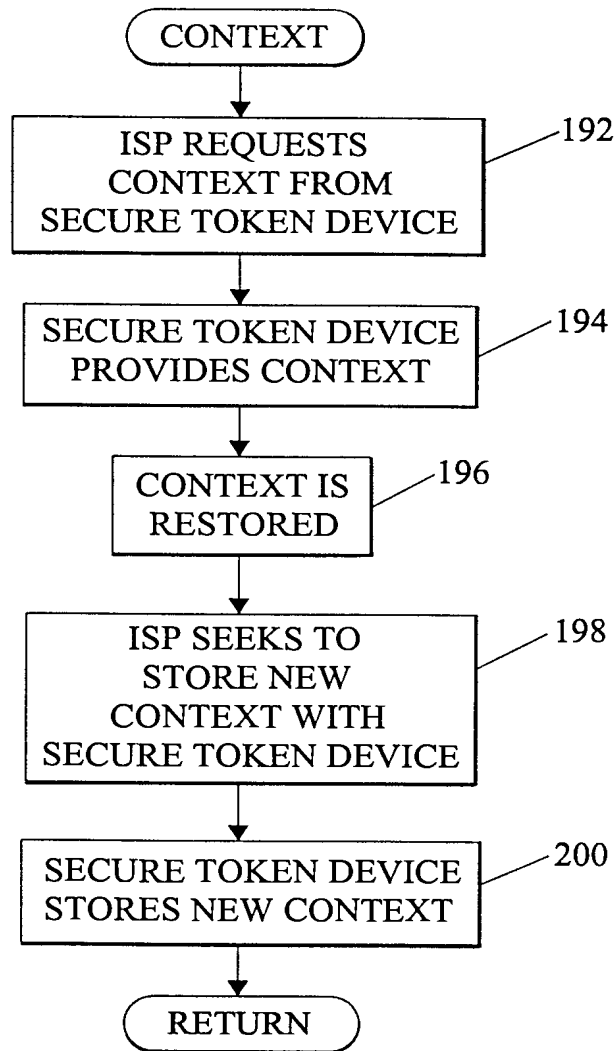 CONTEXT
ISP REQUESTS
CONTEXT FROM
SECURE TOKEN DEVICE
192
SECURE TOKEN DEVICE
PROVIDES CONTEXT
194
CONTEXT IS
RESTORED
196
ISP SEEKS TO
STORE NEW
CONTEXT WITH
SECURE TOKEN DEVICE
198
SECURE TOKEN DEVICE
STORES NEW CONTEXT
200
RETURN